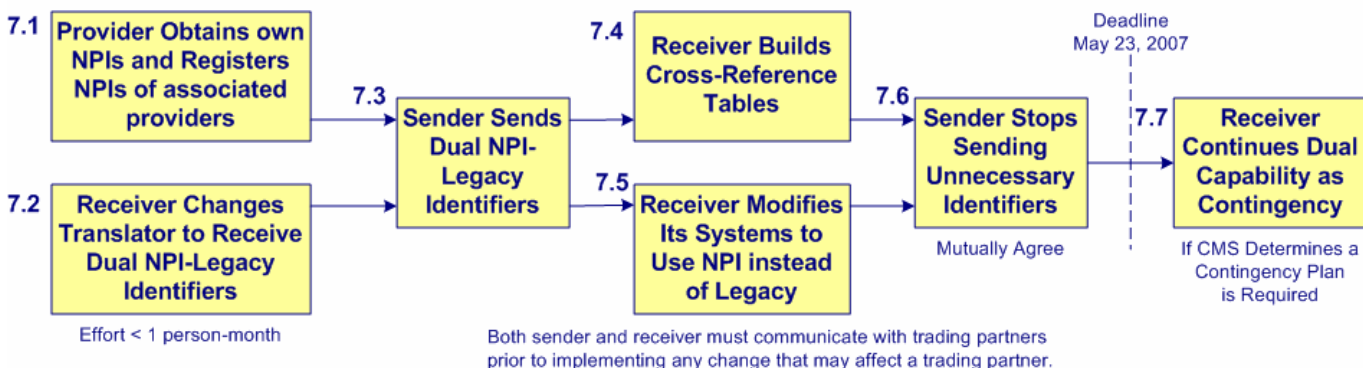 7.1
Provider Obtains own
NPIs and Registers
NPIs of associated
providers
7.2
Receiver Changes
Translator to Receive
Dual NPI-Legacy
Identifiers
Effort < 1 person-month
7.3
Sender Sends
Dual NPI-
Legacy
Identifiers
7.4
Receiver Builds
Cross-Reference
Tables
7.5
Receiver Modifies
Its Systems to
Use NPI instead
of Legacy
Both sender and receiver must communicate with trading partners
prior to implementing any change that may affect a trading partner.
7.6
Sender Stops
Sending
Unnecessary
Identifiers
Mutually Agree
Deadline
May 23, 2007
7.7
Receiver
Continues Dual
Capability as
Contingency
If CMS Determines a
Contingency Plan
is Required